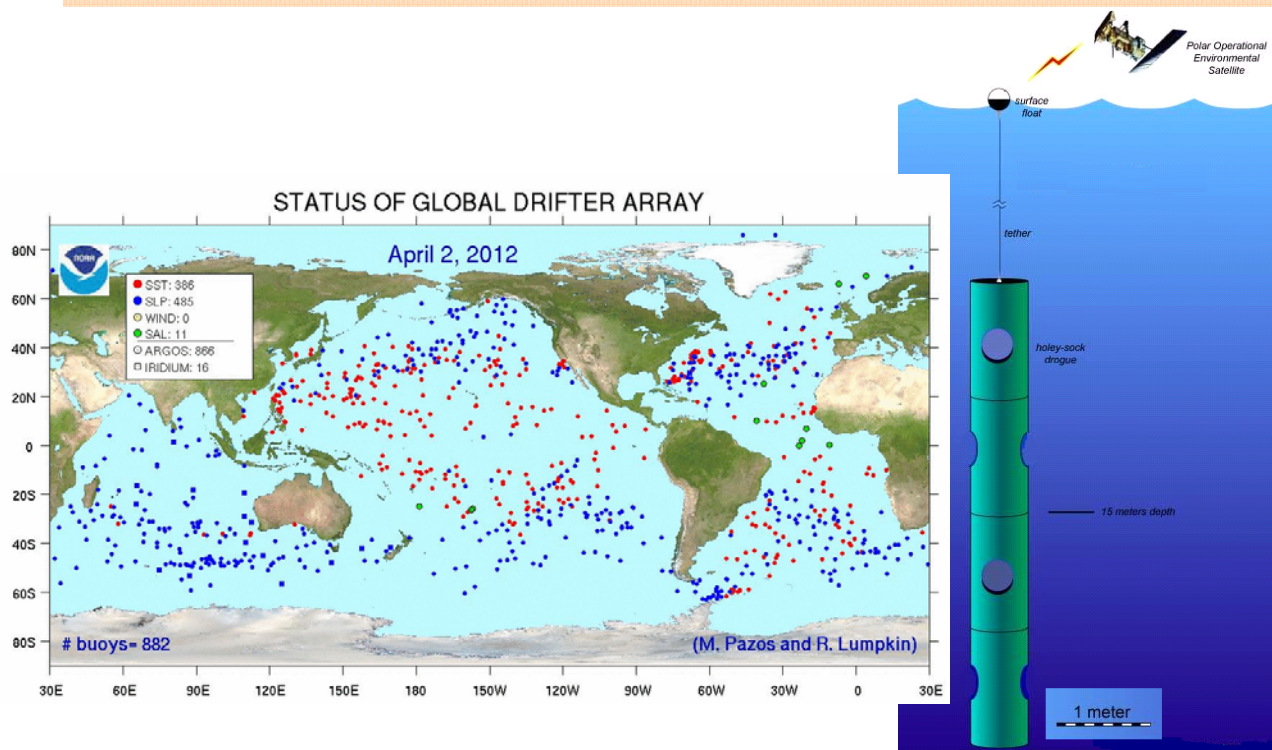 Polar Operational
Environmental
Satellite
surface
float
tether
holey-sock
drogue
15 meters depth
1 meter
STATUS OF GLOBAL DRIFTER ARRAY
April 2, 2012
NOAA
SST: 386
SLP: 485
WIND: 0
SAL: 11
ARGOS: 866
IRIDIUM: 16
80N
60N
40N
20N
0
20S
40S
60S
80S
# buoys= 882
(M. Pazos and R. Lumpkin)
30E 60E 90E 120E 150E 180 150W 120W 90W 60W 30W 0 30E